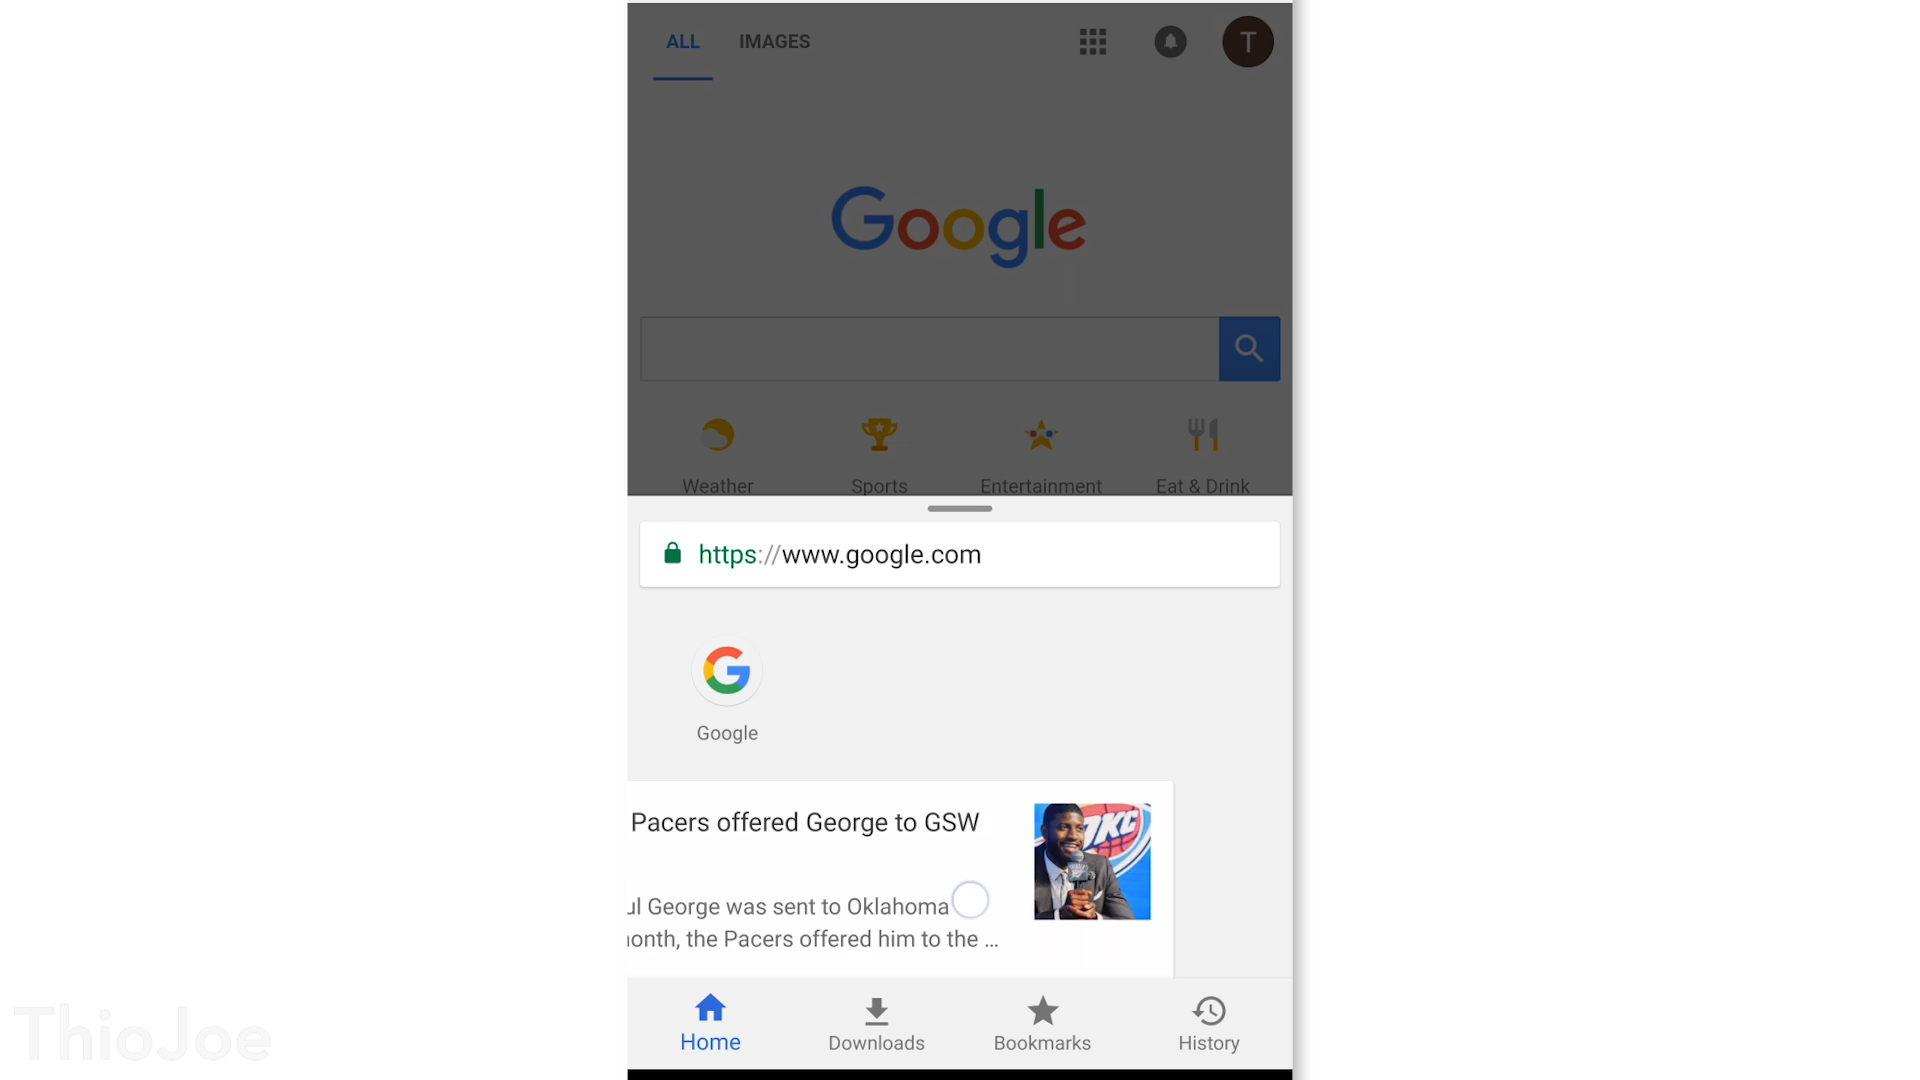 ALL IMAGES T
Google
Weather Sports Entertainment Eat & Drink
https://www.google.com
Google
Pacers offered George to GSW
OKC
ul George was sent to Oklahoma
onth, the Pacers offered him to the ...
Home Downloads Bookmarks History
ThioJoe